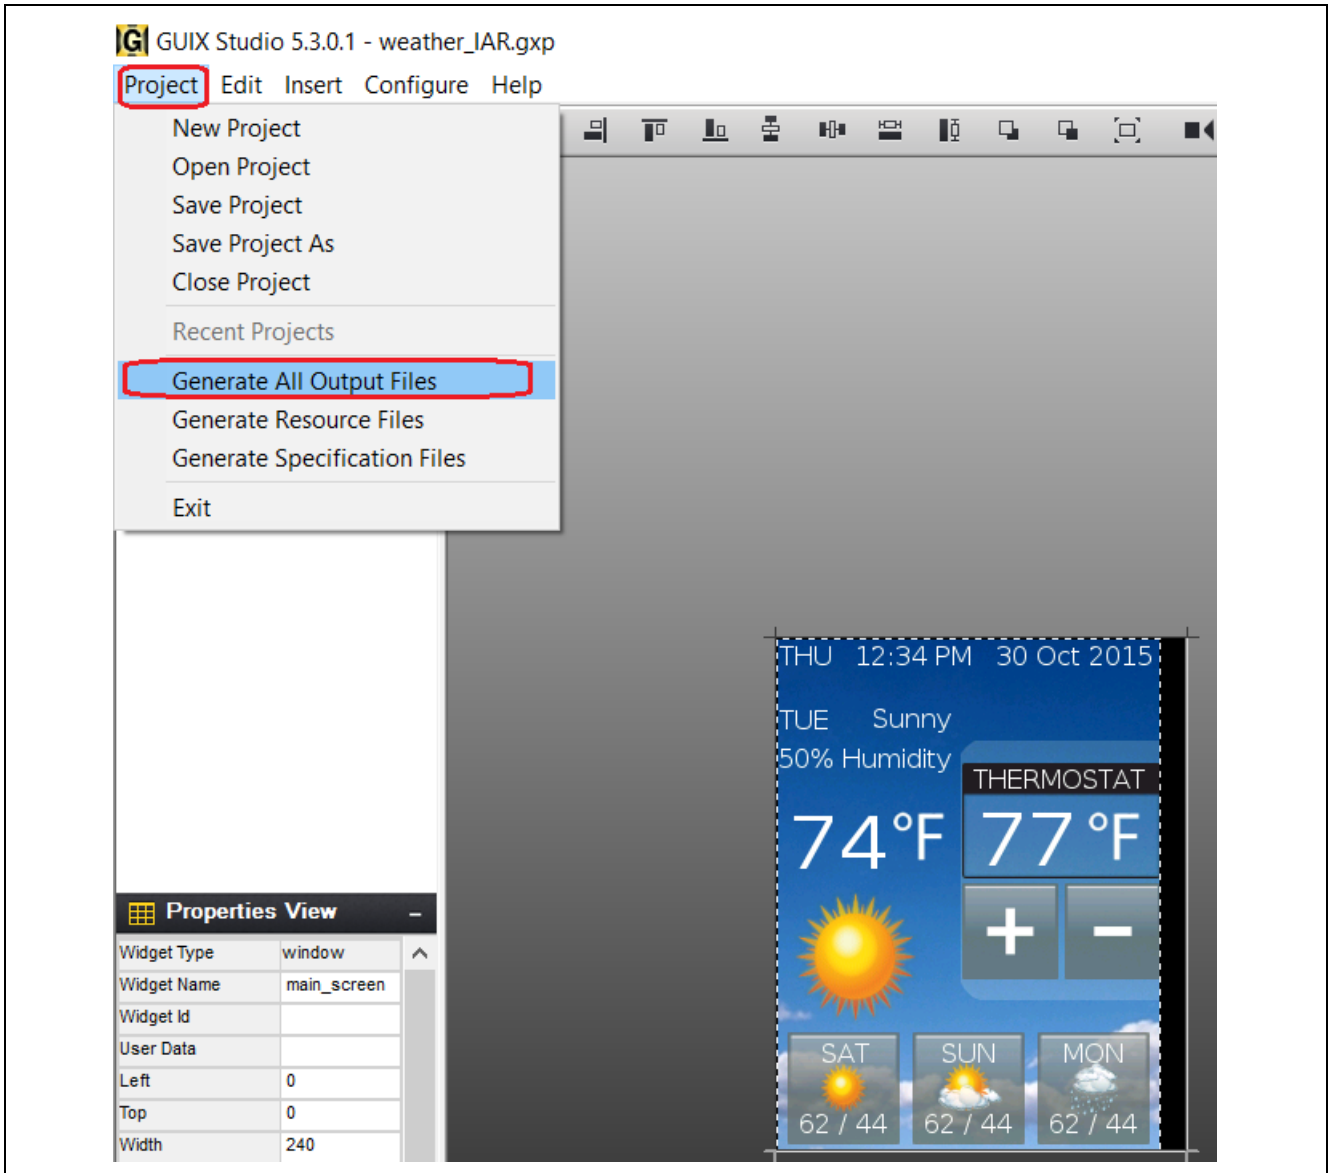 GUIX Studio 5.3.0.1 - weather_IAR.gxp
Project Edit Insert Configure Help
New Project
Open Project
Save Project
Save Project As
Close Project
Recent Projects
Generate All Output Files
Generate Resource Files
Generate Specification Files
Exit
THU 12:34 PM 30 Oct 2015
TUE Sunny
50% Humidity
THERMOSTAT
74°F 77°F
+ -
SAT SUN MON
62 / 44 62 / 44 62 / 44
Properties View
Widget Type window
Widget Name main_screen
Widget Id
User Data
Left 0
Top 0
Width 240